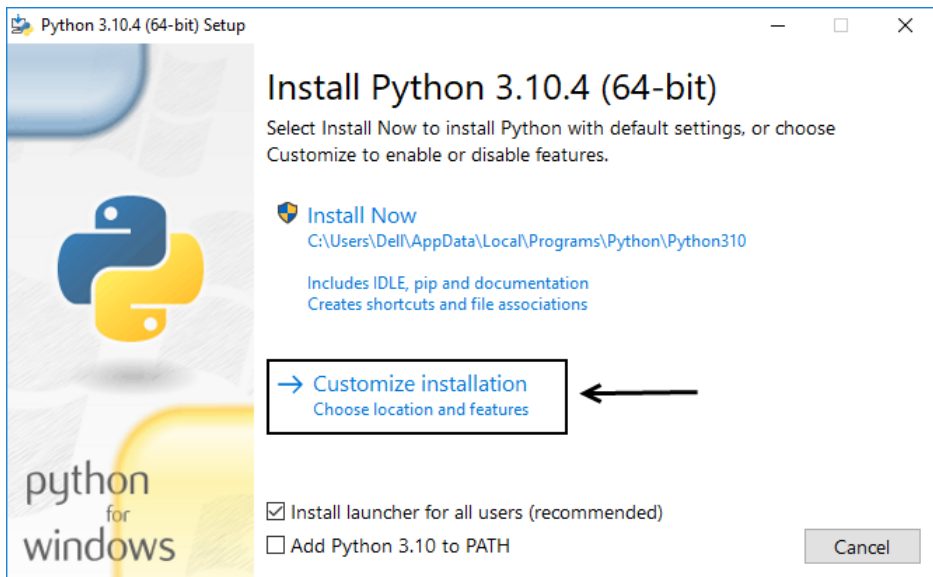 Python 3.10.4 (64-bit) Setup
Install Python 3.10.4 (64-bit)
Select Install Now to install Python with default settings, or choose
Customize to enable or disable features.
Install Now
C:\Users\Dell\AppData\Local\Programs\Python\Python310
Includes IDLE, pip and documentation
Creates shortcuts and file associations
Customize installation
Choose location and features
python
for
windows
Install launcher for all users (recommended)
Add Python 3.10 to PATH
Cancel